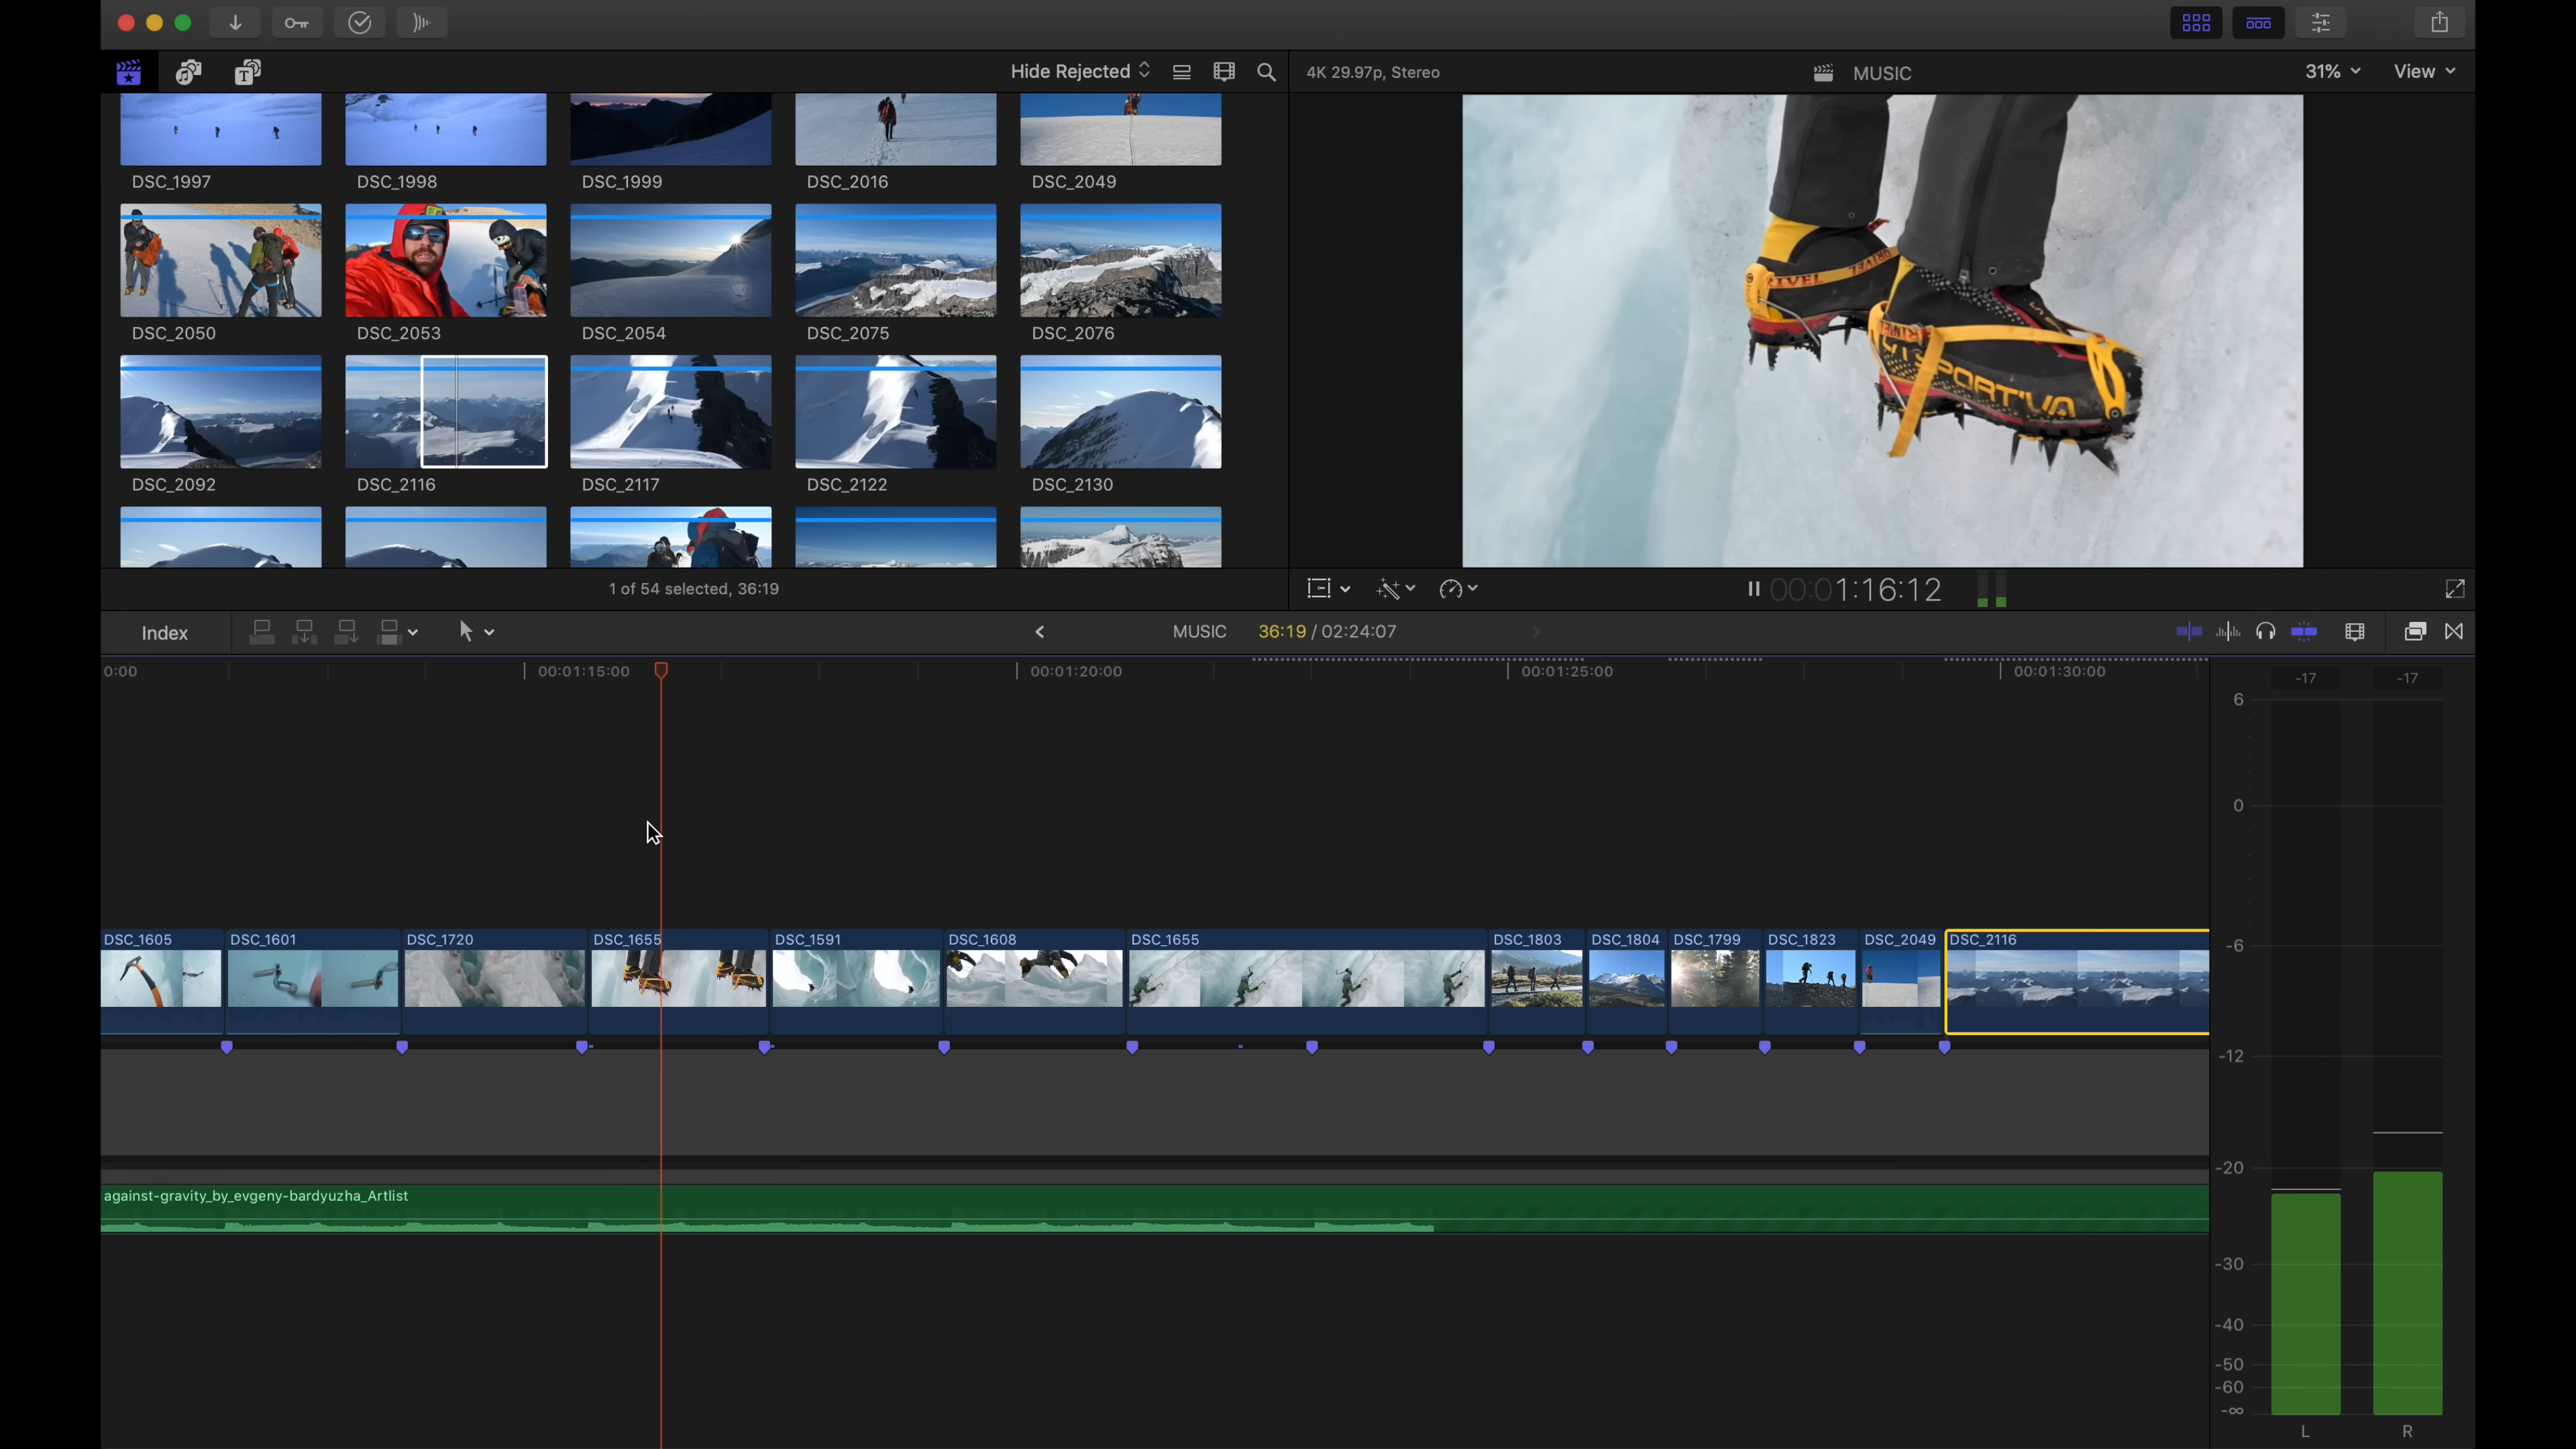 Hide Rejected
4K 29.97p, Stereo
MUSIC
31%
View
DSC_1997
DSC_1998
DSC_1999
DSC_2016
DSC_2049
DSC_2050
DSC_2053
DSC_2054
DSC_2075
DSC_2076
DSC_2092
DSC_2116
DSC_2117
DSC_2122
DSC_2130
SPORTIVA
1 of 54 selected, 36:19
00:01:16:12
Index
MUSIC
36:19 / 02:24:07
0:00
00:01:15:00
00:01:20:00
00:01:25:00
00:01:30:00
DSC_1605
DSC_1601
DSC_1720
DSC_1655
DSC_1591
DSC_1608
DSC_1655
DSC_1803
DSC_1804
DSC_1799
DSC_1823
DSC_2049
DSC_2116
against-gravity_by_evgeny-bardyuzha_Artlist
-17
-17
6
0
-6
-12
-20
-30
-40
-50
-60
-∞
L
R